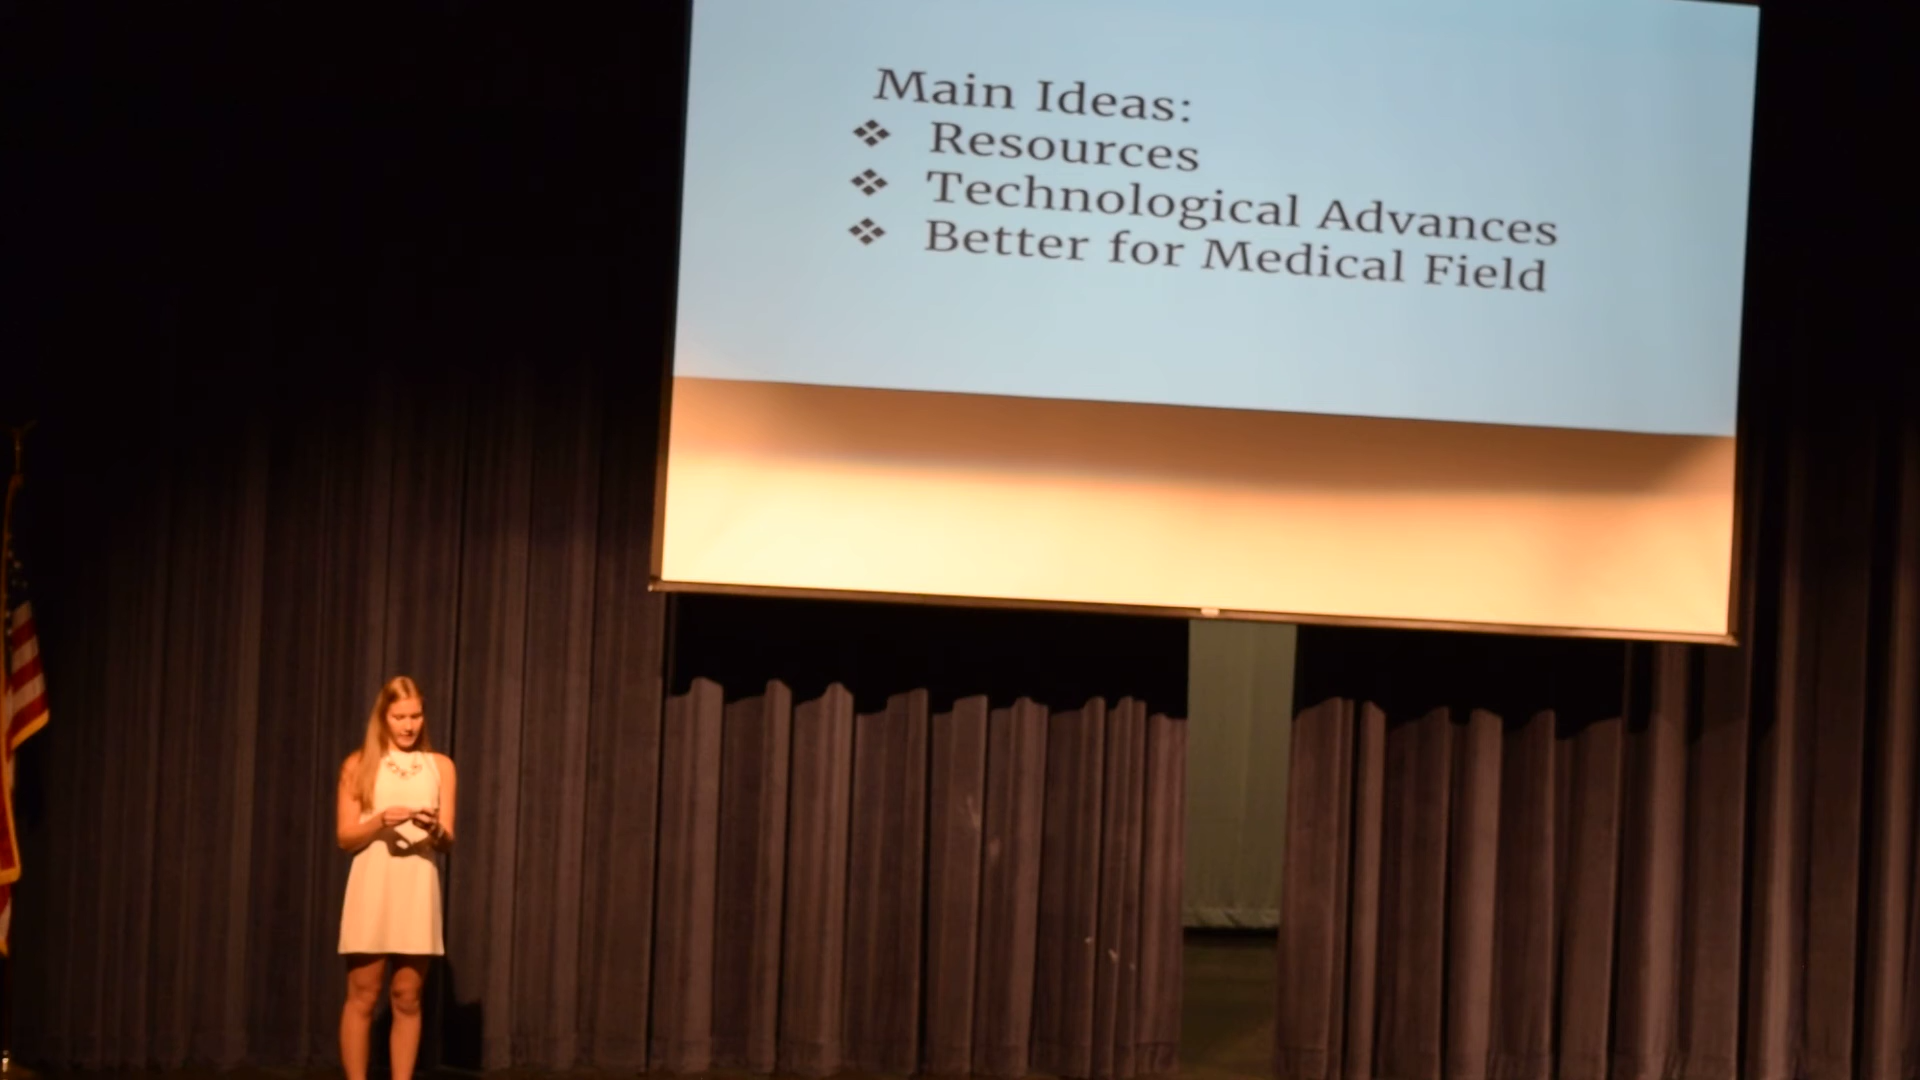 Main Ideas:
❖ Resources
❖ Technological Advances
❖ Better for Medical Field